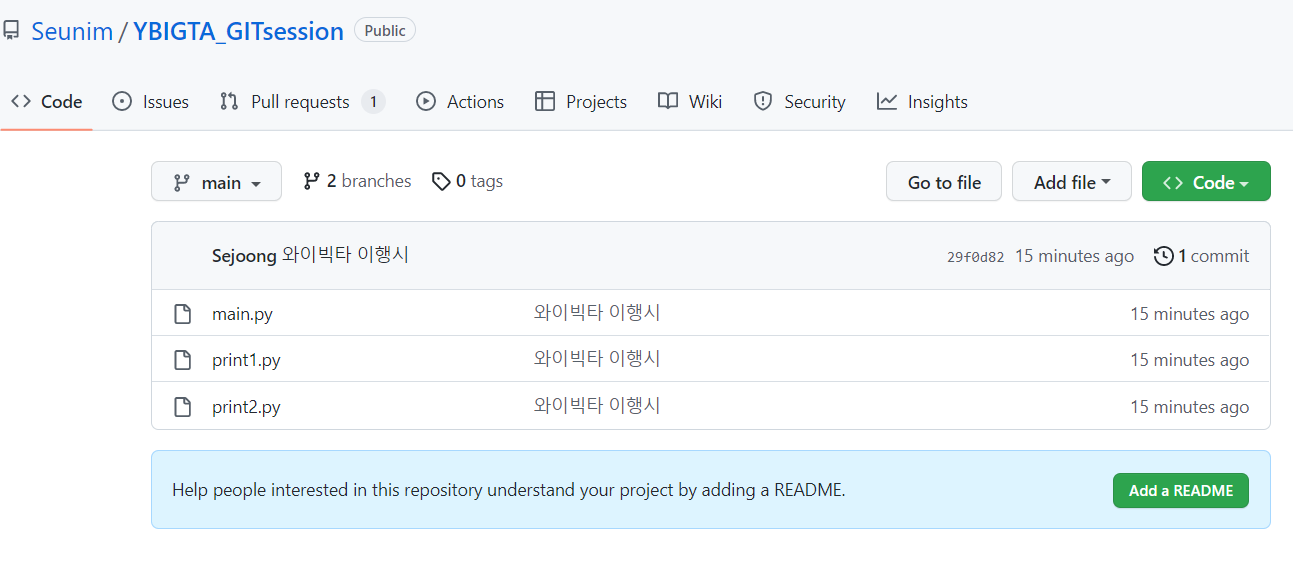 Seunim / YBIGTA_GITsession Public
Code Issues Pull requests 1 Actions Projects Wiki Security Insights
main 2 branches 0 tags Go to file Add file Code
Sejoong 와이빅타 이행시 29f0d82 15 minutes ago 1 commit
main.py 와이빅타 이행시 15 minutes ago
print1.py 와이빅타 이행시 15 minutes ago
print2.py 와이빅타 이행시 15 minutes ago
Help people interested in this repository understand your project by adding a README. Add a README